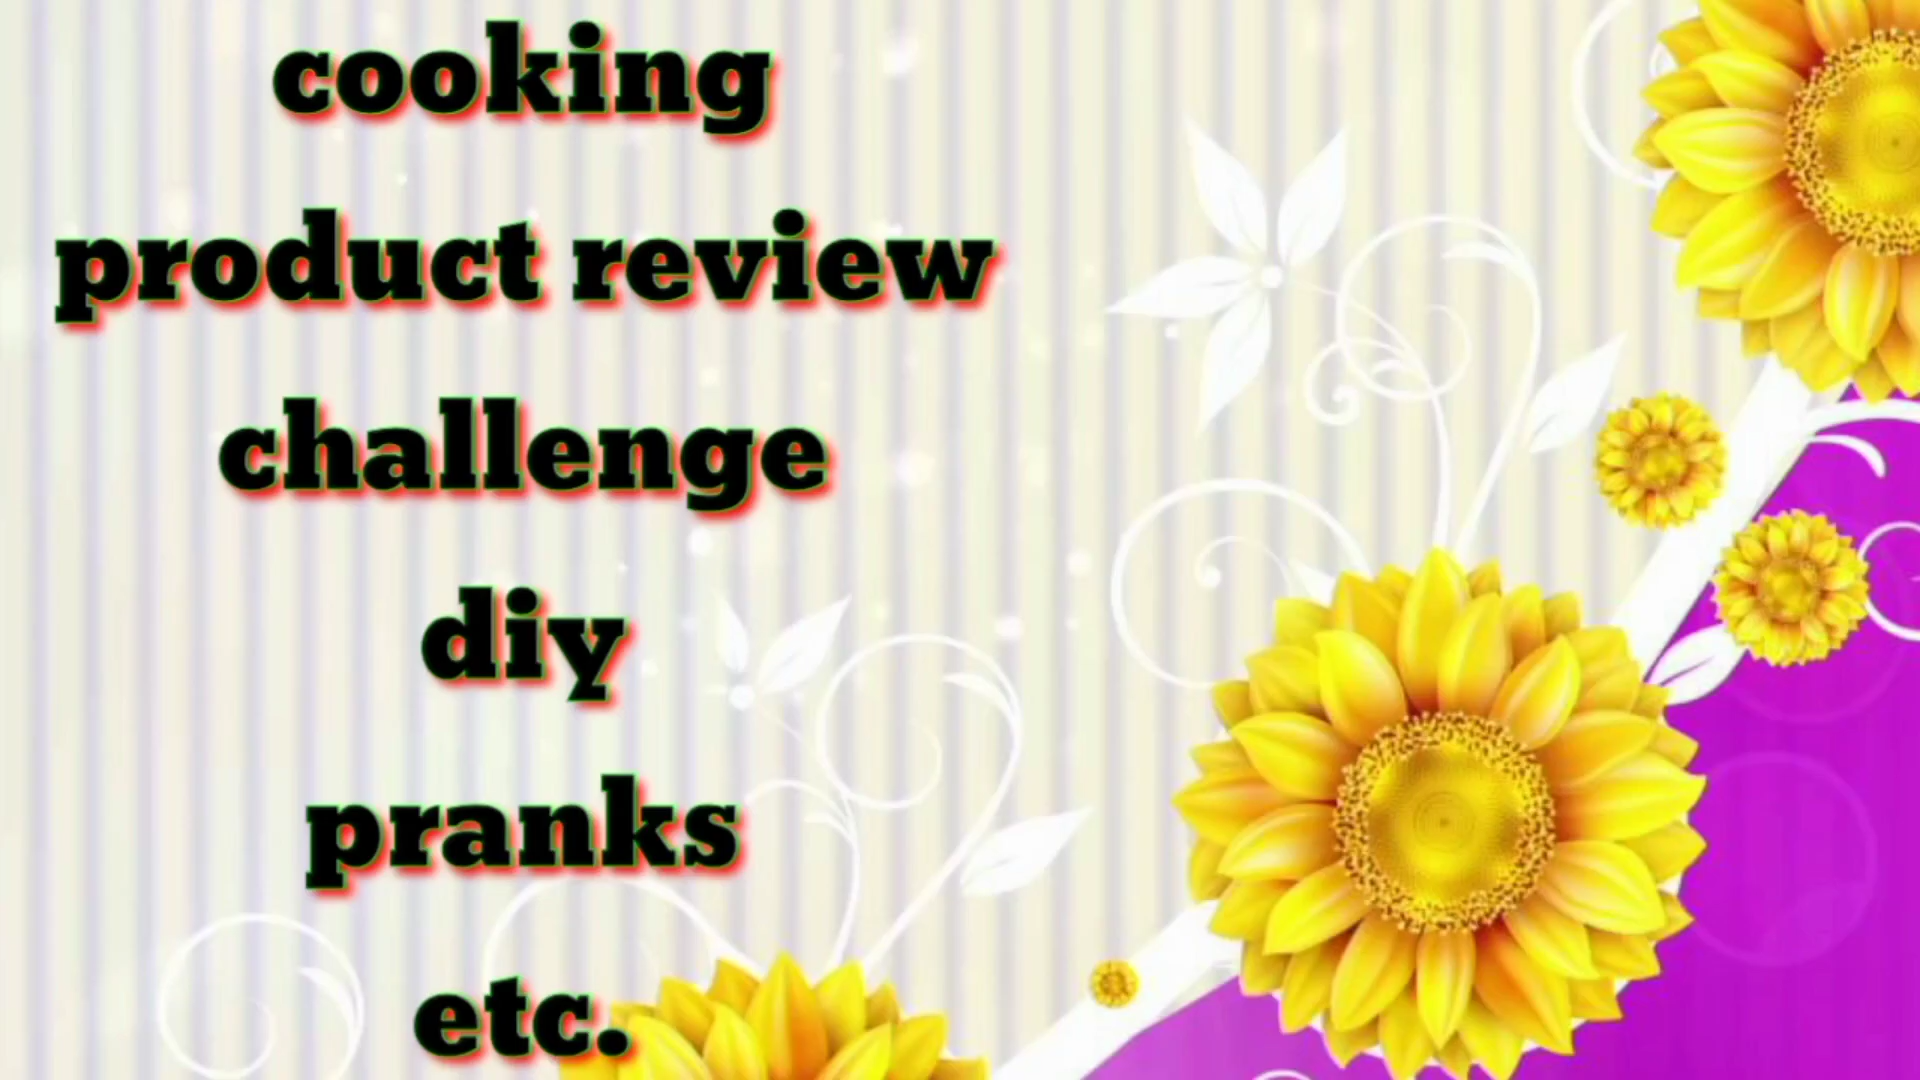 cooking
product review
challenge
diy
pranks
etc.